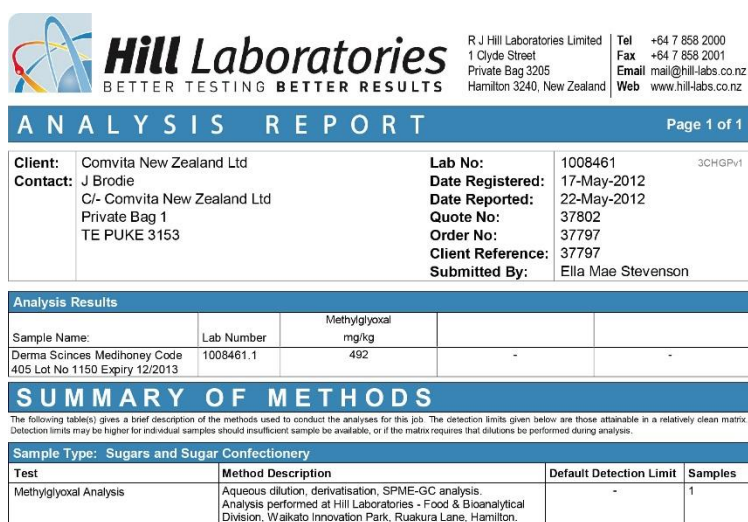 Hill Laboratories
BETTER TESTING BETTER RESULTS
R J Hill Laboratories Limited
1 Clyde Street
Private Bag 3205
Hamilton 3240, New Zealand
Tel +64 7 858 2000
Fax +64 7 858 2001
Email mail@hill-labs.co.nz
Web www.hill-labs.co.nz
ANALYSIS REPORT Page 1 of 1
Client: Comvita New Zealand Ltd
Contact: J Brodie
C/- Comvita New Zealand Ltd
Private Bag 1
TE PUKE 3153
Lab No: 1008461 3CHGPv1
Date Registered: 17-May-2012
Date Reported: 22-May-2012
Quote No: 37802
Order No: 37797
Client Reference: 37797
Submitted By: Ella Mae Stevenson
Analysis Results
Methylglyoxal
Sample Name: Lab Number mg/kg
Derma Scinces Medihoney Code 1008461.1 492 - -
405 Lot No 1150 Expiry 12/2013
SUMMARY OF METHODS
The following table(s) gives a brief description of the methods used to conduct the analyses for this job. The detection limits given below are those attainable in a relatively clean matrix.
Detection limits may be higher for individual samples should insufficient sample be available, or if the matrix requires that dilutions be performed during analysis.
Sample Type: Sugars and Sugar Confectionery
Test Method Description Default Detection Limit Samples
Methylglyoxal Analysis Aqueous dilution, derivatisation, SPME-GC analysis. - 1
Analysis performed at Hill Laboratories - Food & Bioanalytical
Division, Waikato Innovation Park, Ruakura Lane, Hamilton.